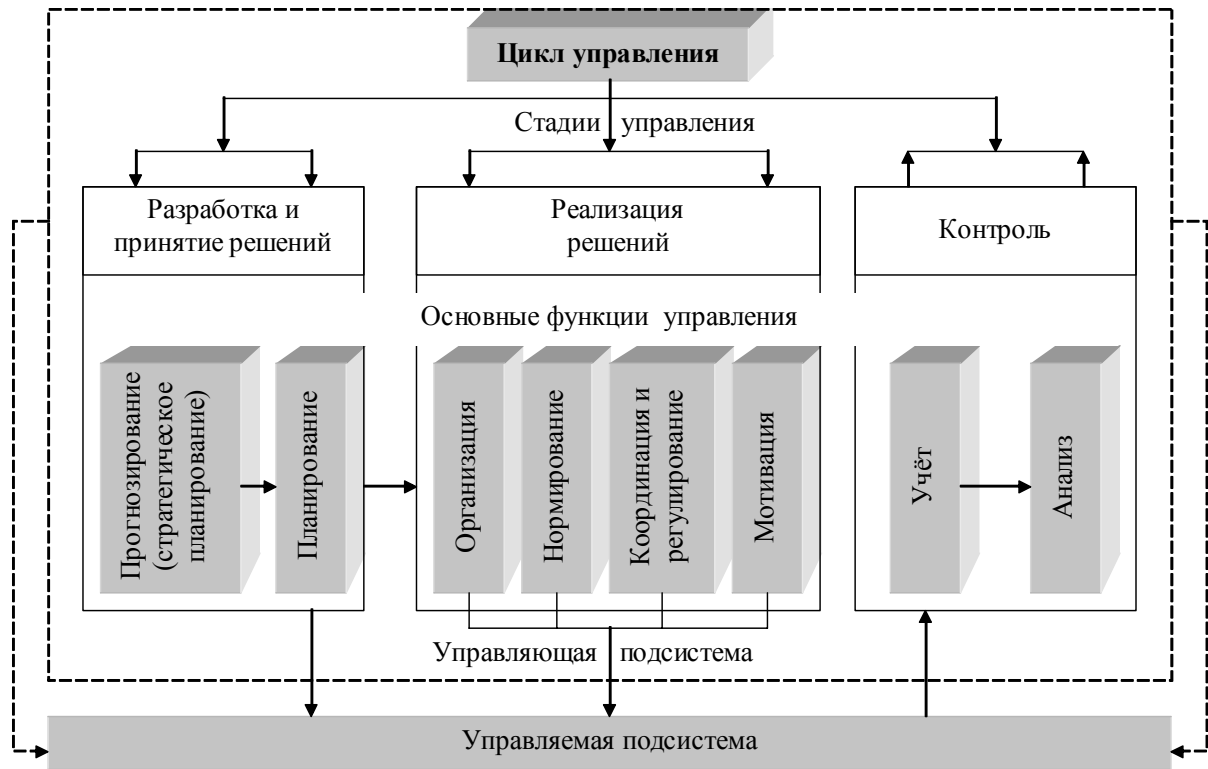 Цикл управления
Стадии управления
Разработка и
принятие решений
Реализация
решений
Контроль
Основные функции управления
Прогнозирование
(стратегическое
планирование)
Планирование
Организация
Нормирование
Координация и
регулирование
Мотивация
Учёт
Анализ
Управляющая подсистема
Управляемая подсистема